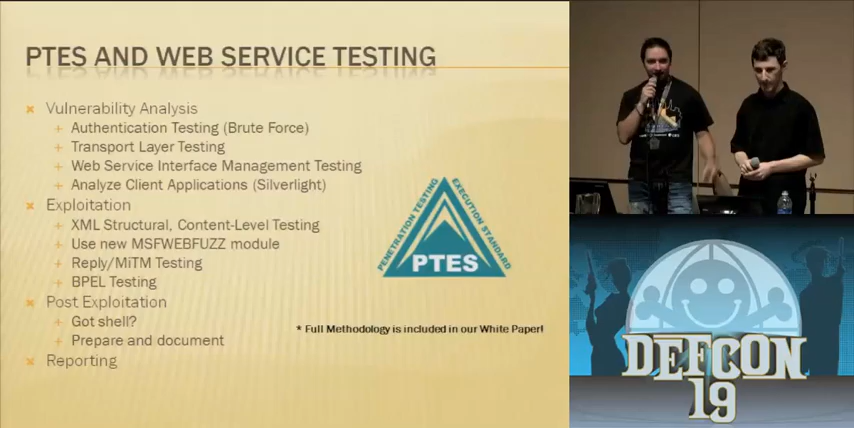 PTES AND WEB SERVICE TESTING
Vulnerability Analysis
Authentication Testing (Brute Force)
Transport Layer Testing
Web Service Interface Management Testing
Analyze Client Applications (Silverlight)
Exploitation
XML Structural, Content-Level Testing
Use new MSFWEBFUZZ module
Reply/MiTM Testing
BPEL Testing
Post Exploitation
Got shell?
Prepare and document
Reporting
PENETRATION TESTING
EXECUTION STANDARD
PTES
* Full Methodology is included in our White Paper!
DEFCON
19